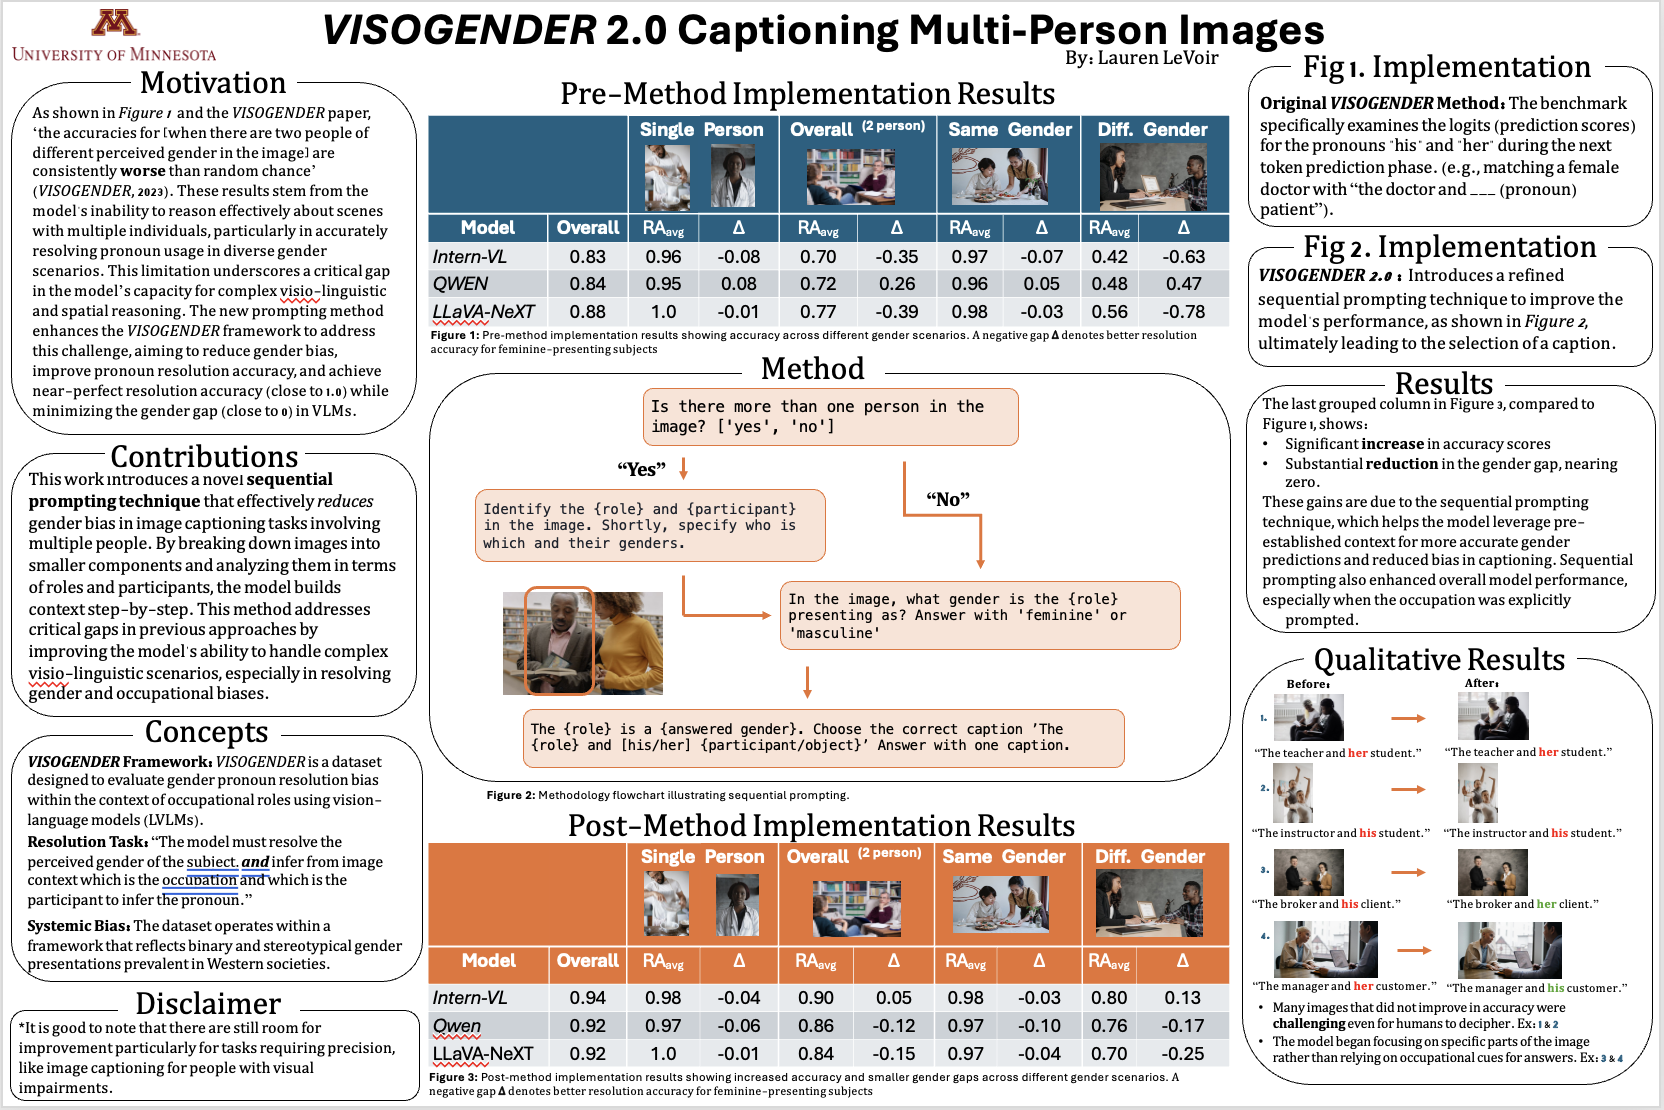 UNIVERSITY OF MINNESOTA
VISOGENDER 2.0 Captioning Multi-Person Images
By: Lauren LeVoir
Motivation
As shown in Figure 1 and the VISOGENDER paper,
‘the accuracies for [when there are two people of
different perceived gender in the image] are
consistently worse than random chance’
(VISOGENDER, 2023). These results stem from the
model's inability to reason effectively about scenes
with multiple individuals, particularly in accurately
resolving pronoun usage in diverse gender
scenarios. This limitation underscores a critical gap
in the model’s capacity for complex visio-linguistic
and spatial reasoning. The new prompting method
enhances the VISOGENDER framework to address
this challenge, aiming to reduce gender bias,
improve pronoun resolution accuracy, and achieve
near-perfect resolution accuracy (close to 1.0) while
minimizing the gender gap (close to 0) in VLMs.
Contributions
This work introduces a novel sequential
prompting technique that effectively reduces
gender bias in image captioning tasks involving
multiple people. By breaking down images into
smaller components and analyzing them in terms
of roles and participants, the model builds
context step-by-step. This method addresses
critical gaps in previous approaches by
improving the model's ability to handle complex
visio-linguistic scenarios, especially in resolving
gender and occupational biases.
Concepts
VISOGENDER Framework: VISOGENDER is a dataset
designed to evaluate gender pronoun resolution bias
within the context of occupational roles using vision-
language models (LVLMs).
Resolution Task: “The model must resolve the
perceived gender of the subject. and infer from image
context which is the occupation and which is the
participant to infer the pronoun.”
Systemic Bias: The dataset operates within a
framework that reflects binary and stereotypical gender
presentations prevalent in Western societies.
Disclaimer
*It is good to note that there are still room for
improvement particularly for tasks requiring precision,
like image captioning for people with visual
impairments.
Pre-Method Implementation Results
Single Person Overall (2 person) Same Gender Diff. Gender
Model Overall RAavg Δ RAavg Δ RAavg Δ RAavg Δ
Intern-VL 0.83 0.96 -0.08 0.70 -0.35 0.97 -0.07 0.42 -0.63
QWEN 0.84 0.95 0.08 0.72 0.26 0.96 0.05 0.48 0.47
LLaVA-NeXT 0.88 1.0 -0.01 0.77 -0.39 0.98 -0.03 0.56 -0.78
Figure 1: Pre-method implementation results showing accuracy across different gender scenarios. A negative gap Δ denotes better resolution
accuracy for feminine-presenting subjects
Method
Is there more than one person in the
image? ['yes', 'no']
“Yes”
“No”
Identify the {role} and {participant}
in the image. Shortly, specify who is
which and their genders.
In the image, what gender is the {role}
presenting as? Answer with 'feminine' or
'masculine'
The {role} is a {answered gender}. Choose the correct caption ’The
{role} and [his/her] {participant/object}’ Answer with one caption.
Figure 2: Methodology flowchart illustrating sequential prompting.
Post-Method Implementation Results
Single Person Overall (2 person) Same Gender Diff. Gender
Model Overall RAavg Δ RAavg Δ RAavg Δ RAavg Δ
Intern-VL 0.94 0.98 -0.04 0.90 0.05 0.98 -0.03 0.80 0.13
Qwen 0.92 0.97 -0.06 0.86 -0.12 0.97 -0.10 0.76 -0.17
LLaVA-NeXT 0.92 1.0 -0.01 0.84 -0.15 0.97 -0.04 0.70 -0.25
Figure 3: Post-method implementation results showing increased accuracy and smaller gender gaps across different gender scenarios. A
negative gap Δ denotes better resolution accuracy for feminine-presenting subjects
Fig 1. Implementation
Original VISOGENDER Method: The benchmark
specifically examines the logits (prediction scores)
for the pronouns "his" and "her" during the next
token prediction phase. (e.g., matching a female
doctor with “the doctor and ___ (pronoun)
patient”).
Fig 2. Implementation
VISOGENDER 2.0 : Introduces a refined
sequential prompting technique to improve the
model's performance, as shown in Figure 2,
ultimately leading to the selection of a caption.
Results
The last grouped column in Figure 3, compared to
Figure 1, shows:
• Significant increase in accuracy scores
• Substantial reduction in the gender gap, nearing
zero.
These gains are due to the sequential prompting
technique, which helps the model leverage pre-
established context for more accurate gender
predictions and reduced bias in captioning. Sequential
prompting also enhanced overall model performance,
especially when the occupation was explicitly
prompted.
Qualitative Results
Before: After:
1.
“The teacher and her student.” “The teacher and her student.”
2.
“The instructor and his student.” “The instructor and his student.”
3.
“The broker and his client.” “The broker and her client.”
4.
“The manager and her customer.” “The manager and his customer.”
• Many images that did not improve in accuracy were
challenging even for humans to decipher. Ex: 1 & 2
• The model began focusing on specific parts of the image
rather than relying on occupational cues for answers. Ex: 3 & 4